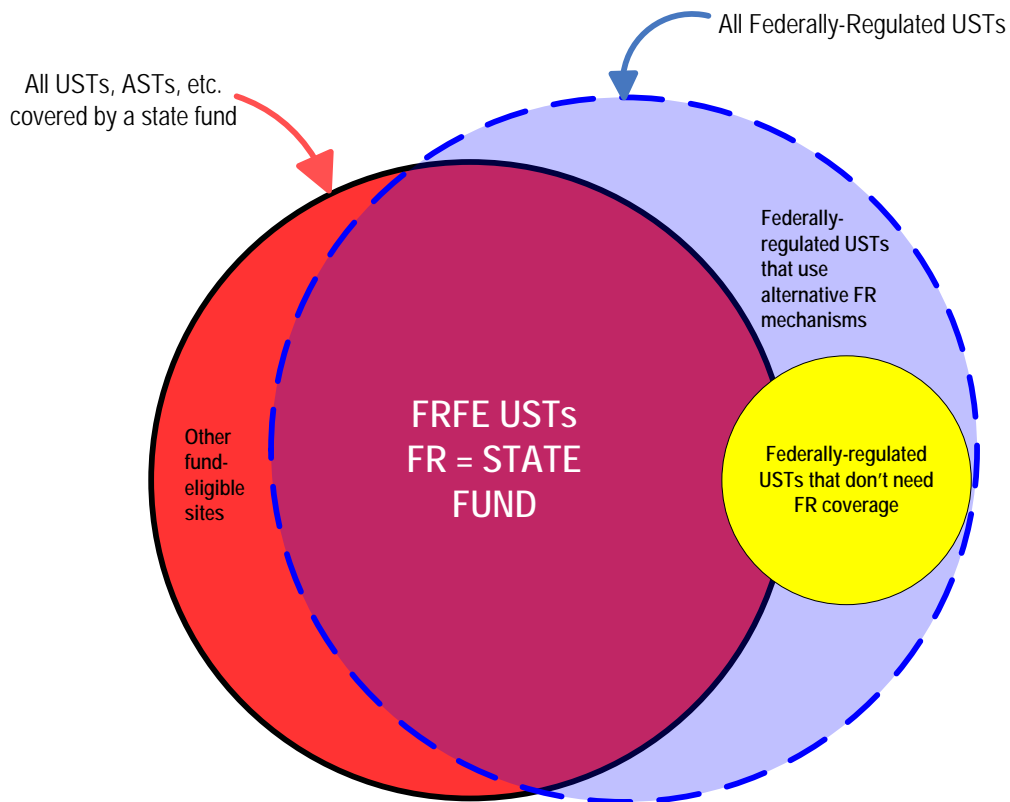 All Federally-Regulated USTs
All USTs, ASTs, etc.
covered by a state fund
Federally-
regulated USTs
that use
alternative FR
mechanisms
FRFE USTs
FR = STATE
FUND
Other
fund-
eligible
sites
Federally-regulated
USTs that don't need
FR coverage